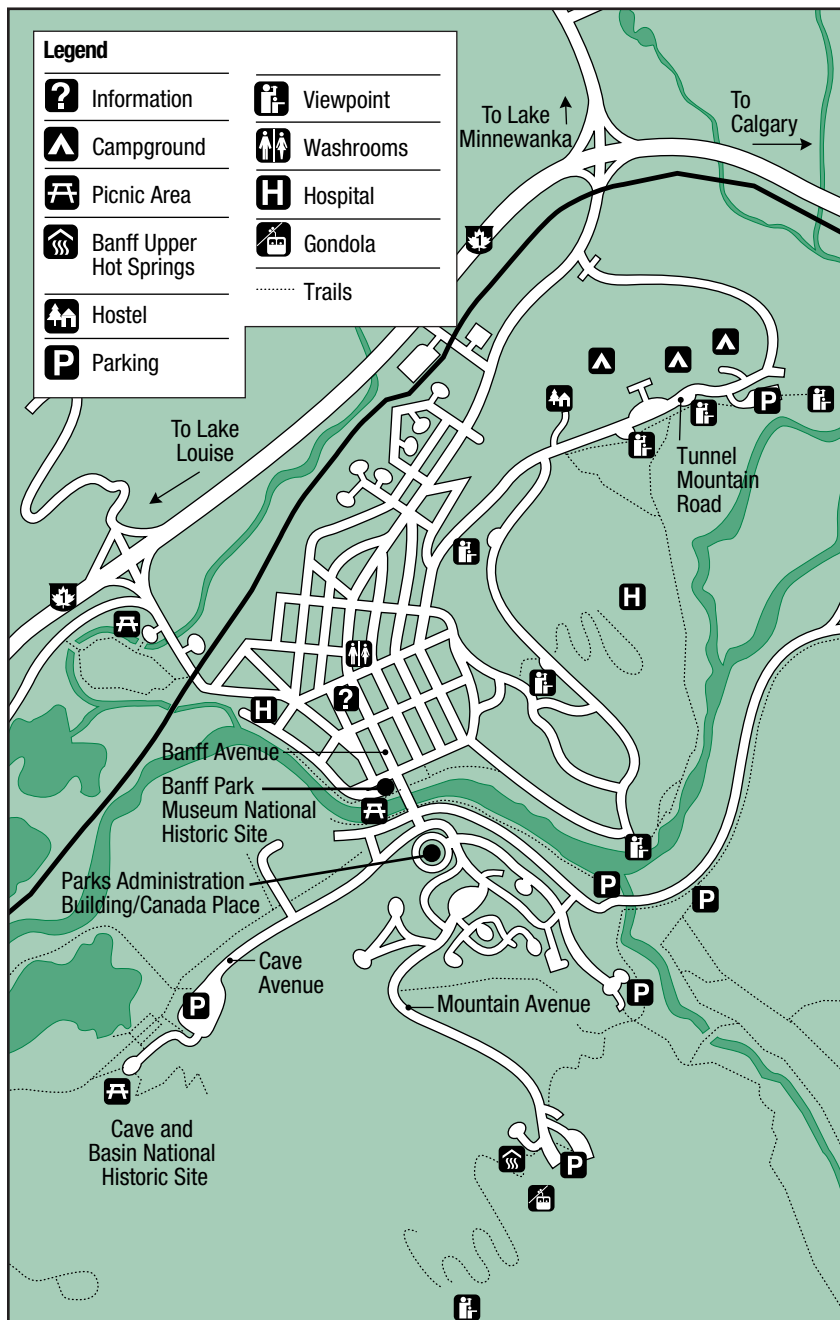 Legend
?
Information
Campground
Picnic Area
Banff Upper
Hot Springs
Hostel
P
Parking
Viewpoint
Washrooms
H
Hospital
Gondola
Trails
To Lake
Minnewanka
To
Calgary
1
P
To Lake
Louise
Tunnel
Mountain
Road
1
H
H
?
Banff Avenue
Banff Park
Museum National
Historic Site
Parks Administration
Building/Canada Place
P
P
Cave
Avenue
P
Mountain Avenue
P
Cave and
Basin National
Historic Site
P